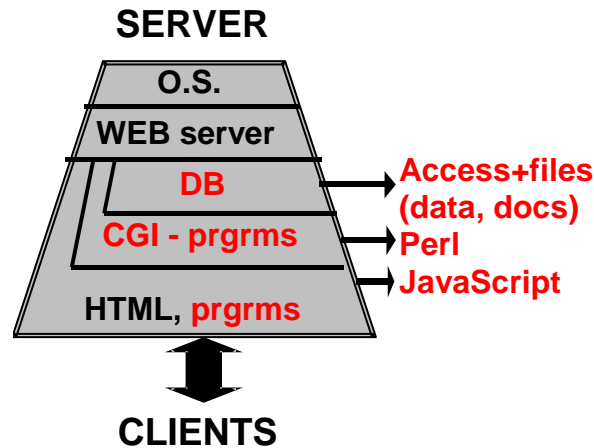 SERVER
O.S.
WEB server
DB
Access+files
(data, docs)
CGI - prgrms
Perl
JavaScript
HTML, prgrms
CLIENTS